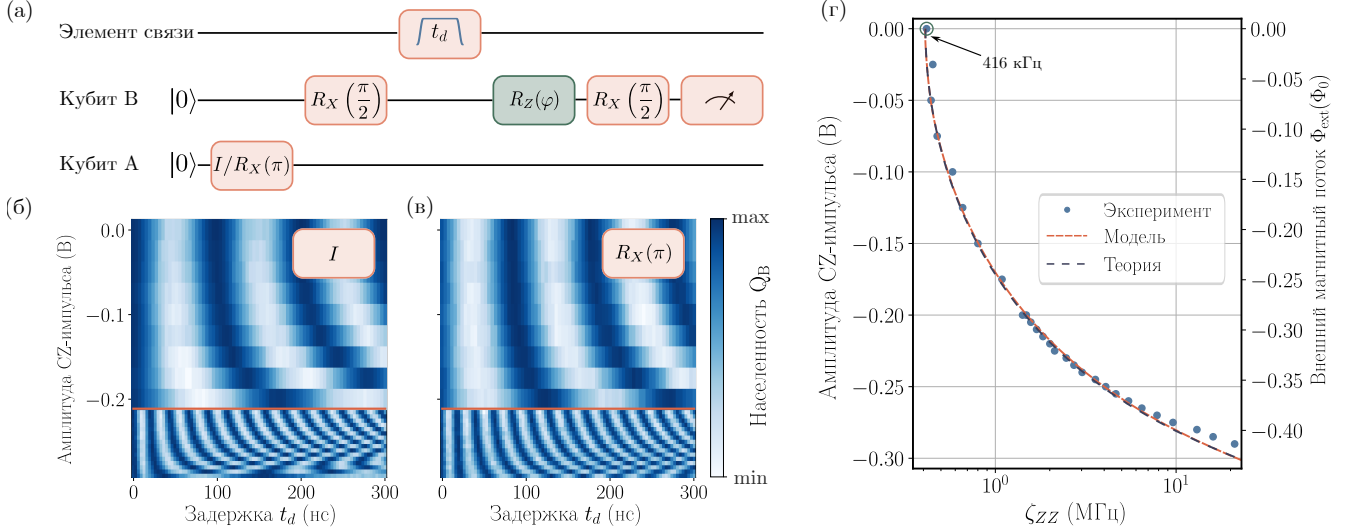 (а)
Элемент связи
t_d
Кубит B |0⟩ R_X (π/2) R_Z(φ) R_X (π/2)
Кубит A |0⟩ I/R_X(π)
(б)
Амплитуда CZ-импульса (В)
0.0
−0.1
−0.2
I
0 100 200 300
Задержка t_d (нс)
(в)
R_X(π)
0 100 200 300
Задержка t_d (нс)
max
min
Населенность Q_B
(г)
Амплитуда CZ-импульса (В)
0.00
−0.05
−0.10
−0.15
−0.20
−0.25
−0.30
416 кГц
Эксперимент
Модель
Теория
10⁰ 10¹
ζ_ZZ (МГц)
0.00
−0.05
−0.10
−0.15
−0.20
−0.25
−0.30
−0.35
−0.40
Внешний магнитный поток Φ_ext(Φ_0)